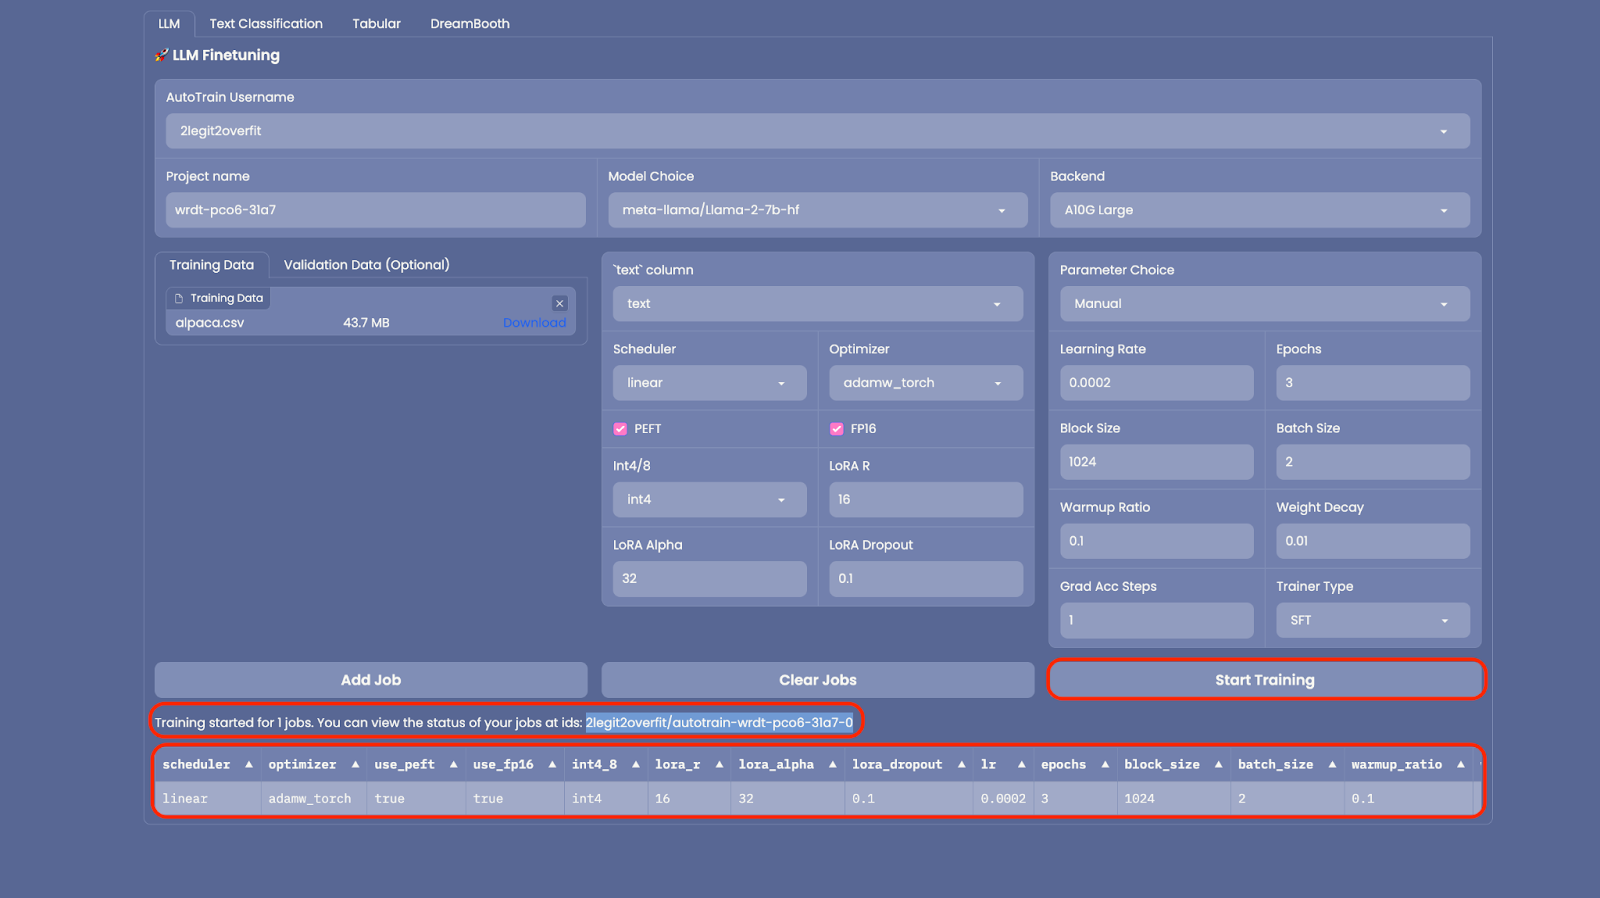 LLM Text Classification Tabular DreamBooth
🚀 LLM Finetuning
AutoTrain Username
2legit2overfit
Project name Model Choice Backend
wrdt-pco6-31a7 meta-llama/Llama-2-7b-hf A10G Large
Training Data Validation Data (Optional)
Training Data
alpaca.csv 43.7 MB Download
`text` column
text
Scheduler Optimizer
linear adamw_torch
PEFT FP16
Int4/8 LoRA R
int4 16
LoRA Alpha LoRA Dropout
32 0.1
Parameter Choice
Manual
Learning Rate Epochs
0.0002 3
Block Size Batch Size
1024 2
Warmup Ratio Weight Decay
0.1 0.01
Grad Acc Steps Trainer Type
1 SFT
Add Job Clear Jobs Start Training
Training started for 1 jobs. You can view the status of your jobs at ids: 2legit2overfit/autotrain-wrdt-pco6-31a7-0
scheduler optimizer use_peft use_fp16 int4_8 lora_r lora_alpha lora_dropout lr epochs block_size batch_size warmup_ratio
linear adamw_torch true true int4 16 32 0.1 0.0002 3 1024 2 0.1